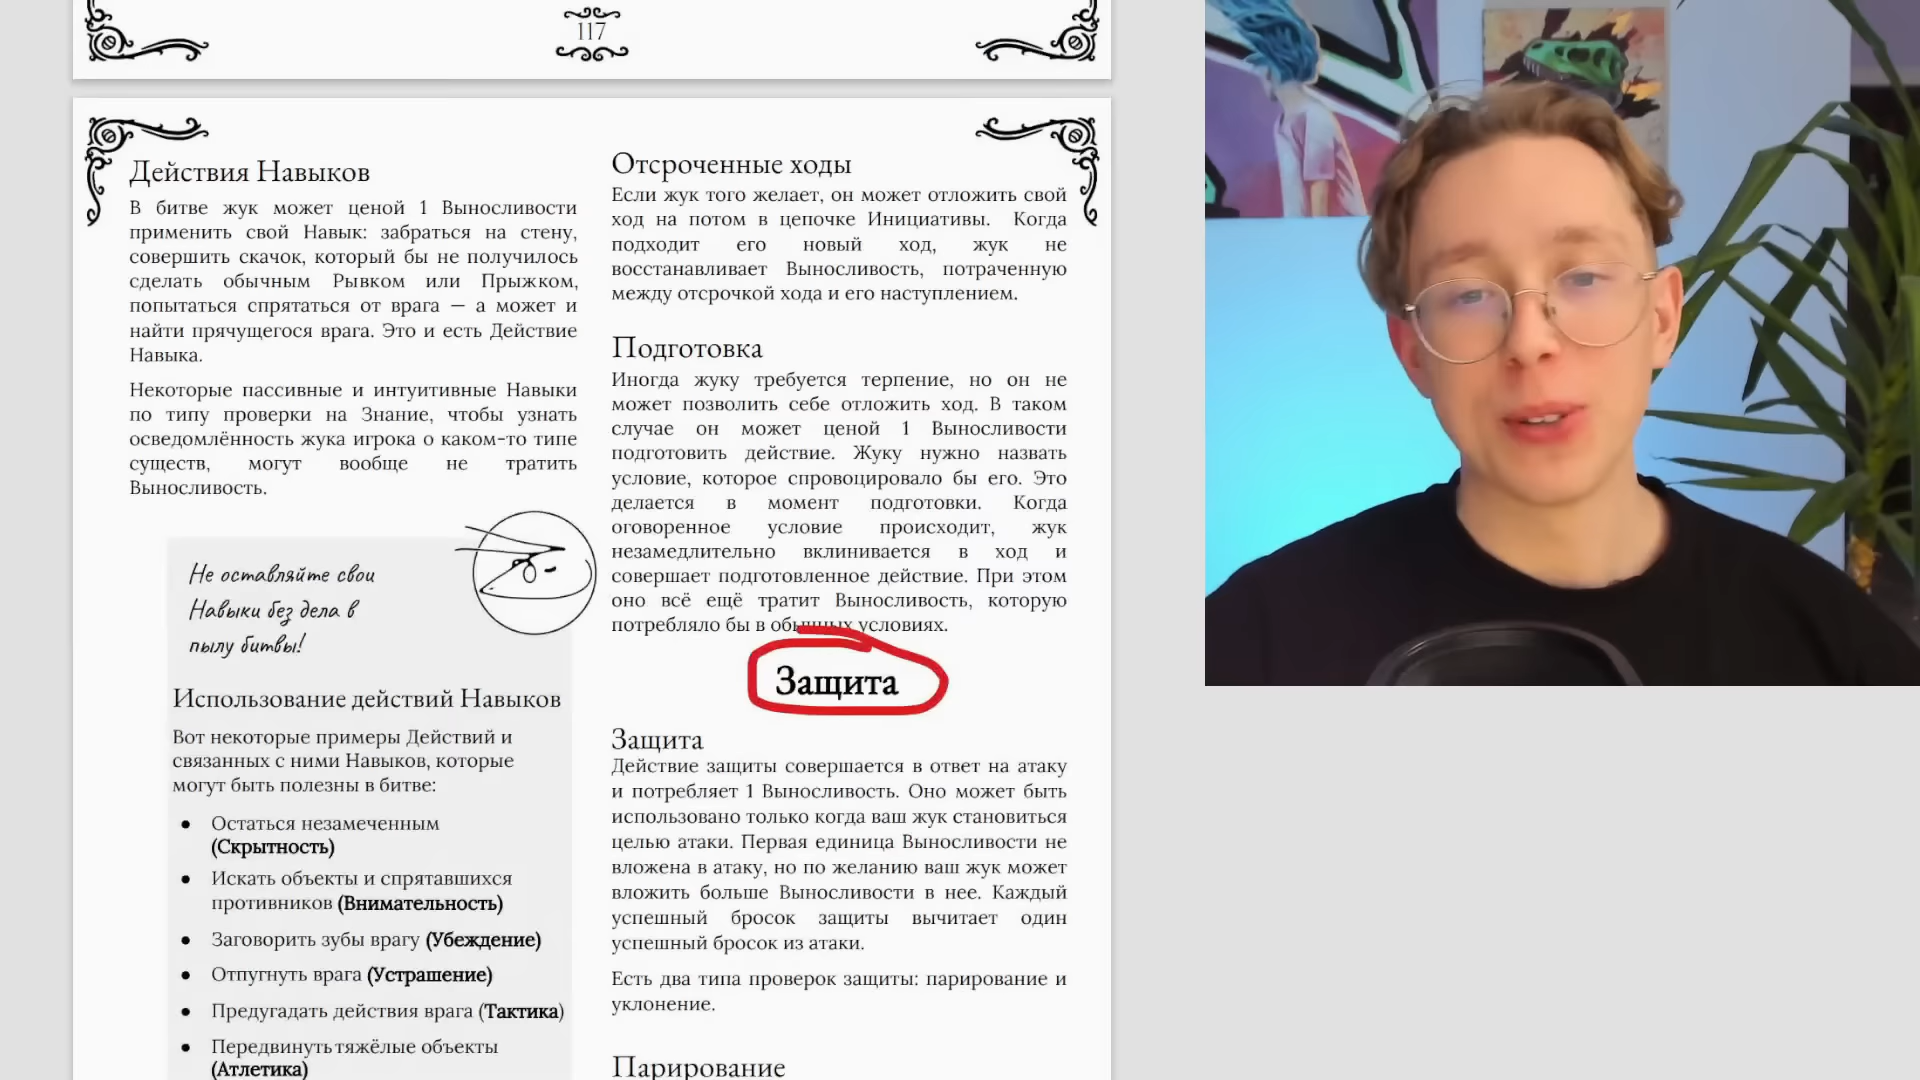 117
Действия Навыков
В битве жук может ценой 1 Выносливости
применить свой Навык: забраться на стену,
совершить скачок, который бы не получилось
сделать обычным Рывком или Прыжком,
попытаться спрятаться от врага — а может и
найти прячущегося врага. Это и есть Действие
Навыка.
Некоторые пассивные и интуитивные Навыки
по типу проверки на Знание, чтобы узнать
осведомлённость жука игрока о каком-то типе
существ, могут вообще не тратить
Выносливость.
Не оставляйте свои
Навыки без дела в
пылу битвы!
Использование действий Навыков
Вот некоторые примеры Действий и
связанных с ними Навыков, которые
могут быть полезны в битве:
● Остаться незамеченным
(Скрытность)
● Искать объекты и спрятавшихся
противников (Внимательность)
● Заговорить зубы врагу (Убеждение)
● Отпугнуть врага (Устрашение)
● Предугадать действия врага (Тактика)
● Передвинуть тяжёлые объекты
(Атлетика)
Отсроченные ходы
Если жук того желает, он может отложить свой
ход на потом в цепочке Инициативы. Когда
подходит его новый ход, жук не
восстанавливает Выносливость, потраченную
между отсрочкой хода и его наступлением.
Подготовка
Иногда жуку требуется терпение, но он не
может позволить себе отложить ход. В таком
случае он может ценой 1 Выносливости
подготовить действие. Жуку нужно назвать
условие, которое спровоцировало бы его. Это
делается в момент подготовки. Когда
оговоренное условие происходит, жук
незамедлительно вклинивается в ход и
совершает подготовленное действие. При этом
оно всё ещё тратит Выносливость, которую
потребляло бы в обычных условиях.
Защита
Защита
Действие защиты совершается в ответ на атаку
и потребляет 1 Выносливость. Оно может быть
использовано только когда ваш жук становиться
целью атаки. Первая единица Выносливости не
вложена в атаку, но по желанию ваш жук может
вложить больше Выносливости в нее. Каждый
успешный бросок защиты вычитает один
успешный бросок из атаки.
Есть два типа проверок защиты: парирование и
уклонение.
Парирование